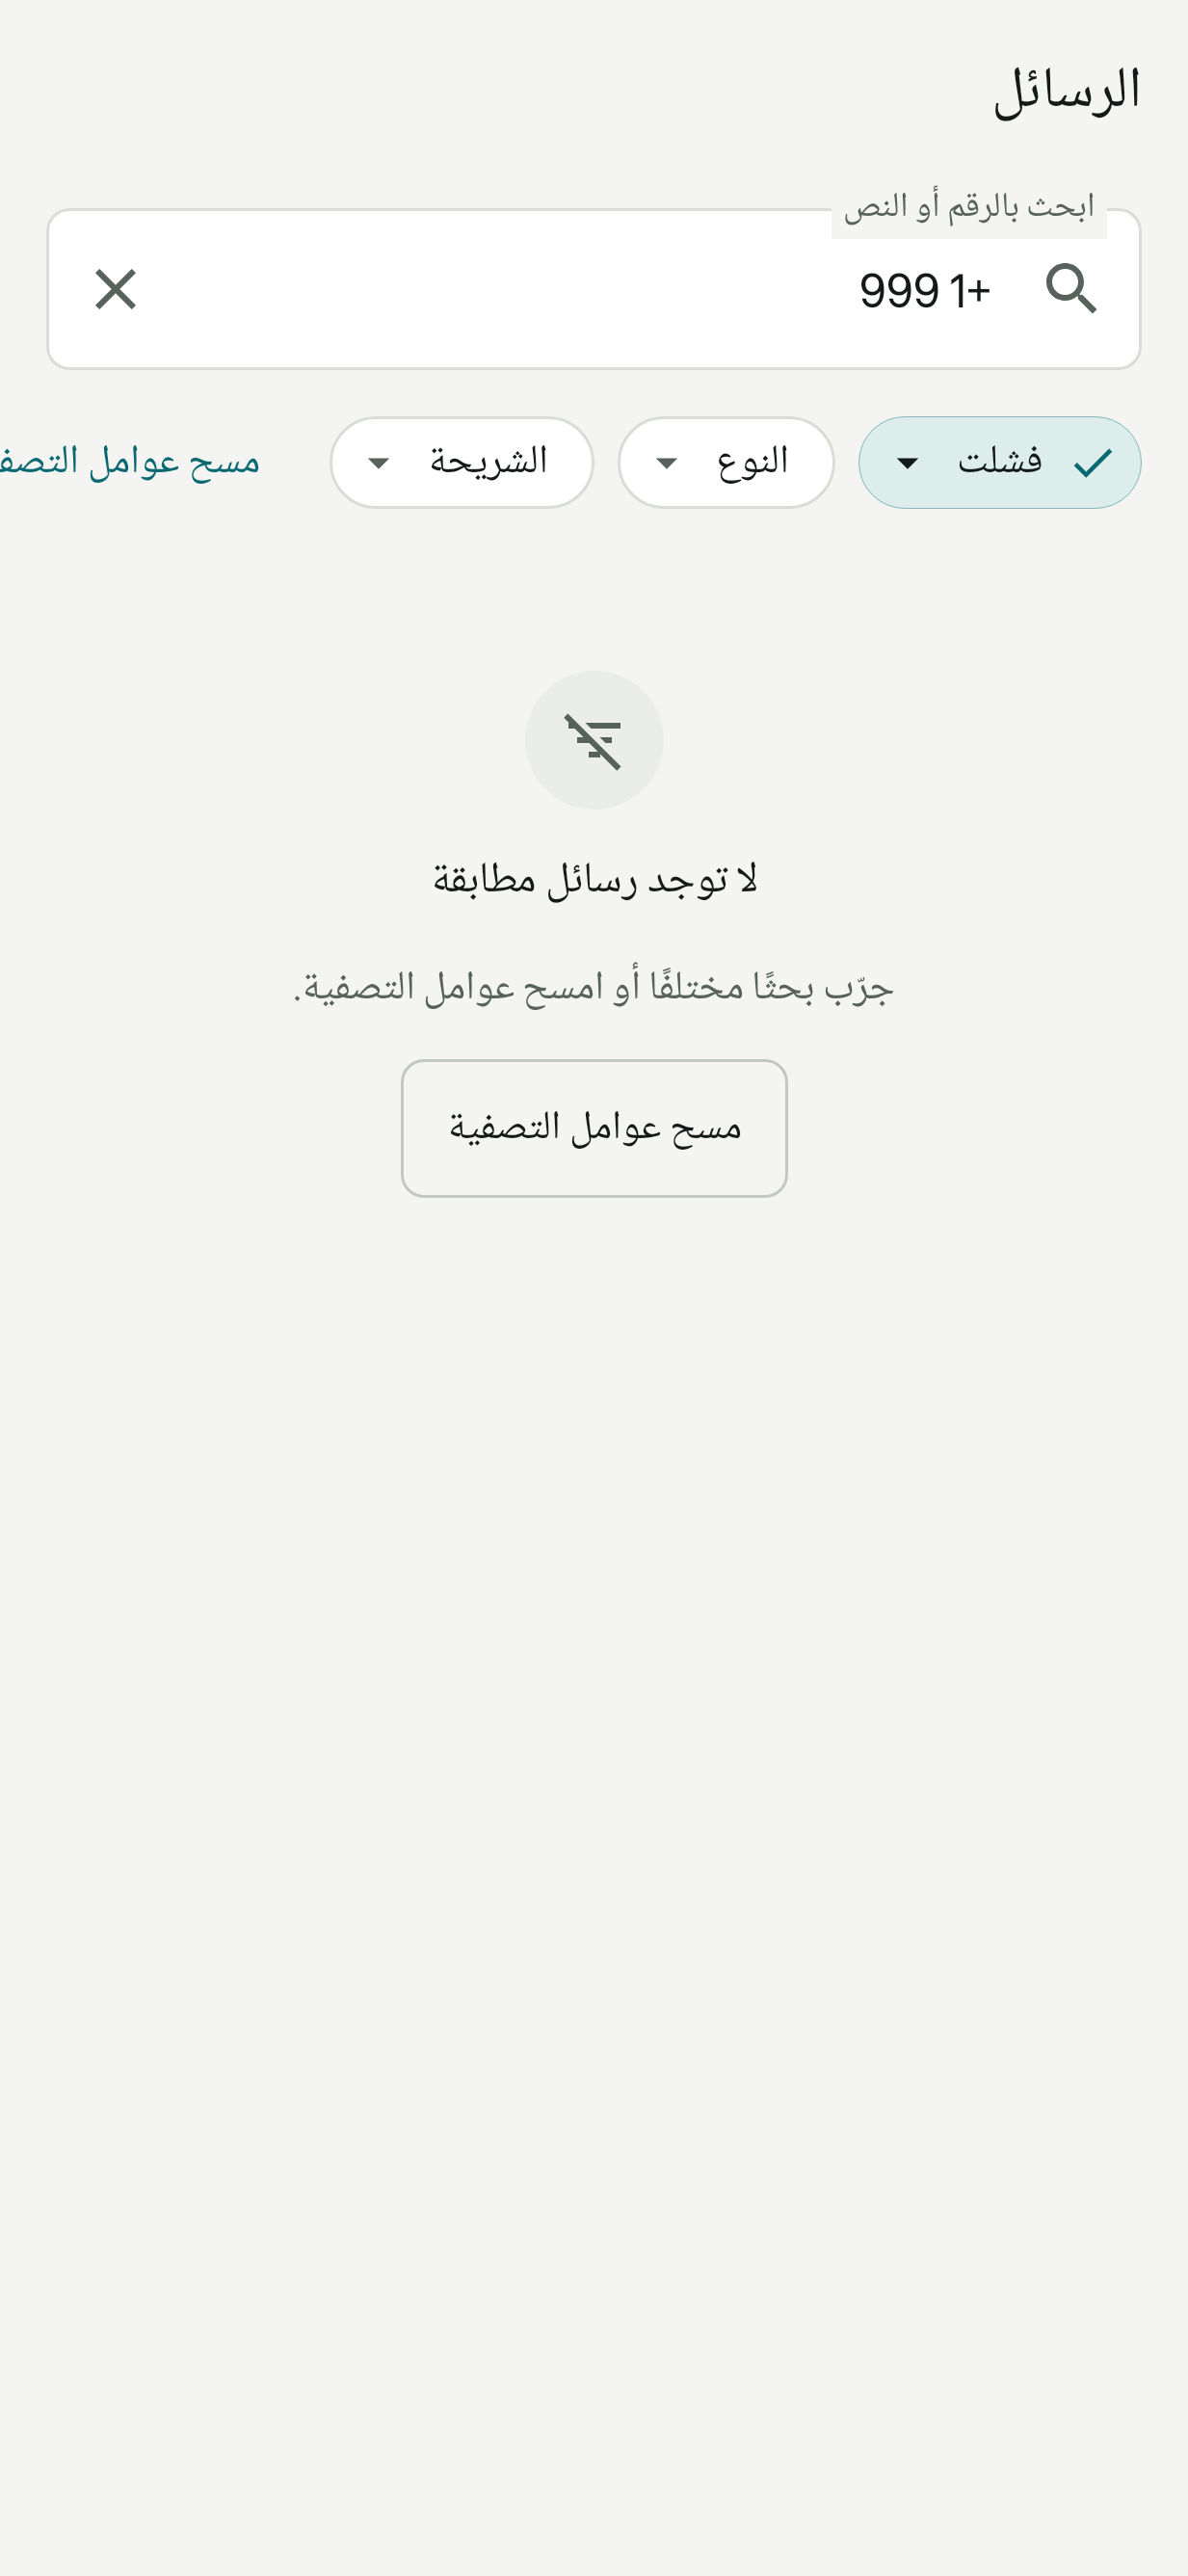 الرسائل
ابحث بالرقم أو النص
+1 999
فشلت
النوع
الشريحة
مسح عوامل
لا توجد رسائل مطابقة
جرّب بحثًا مختلفًا أو امسح عوامل التصفية.
مسح عوامل التصفية